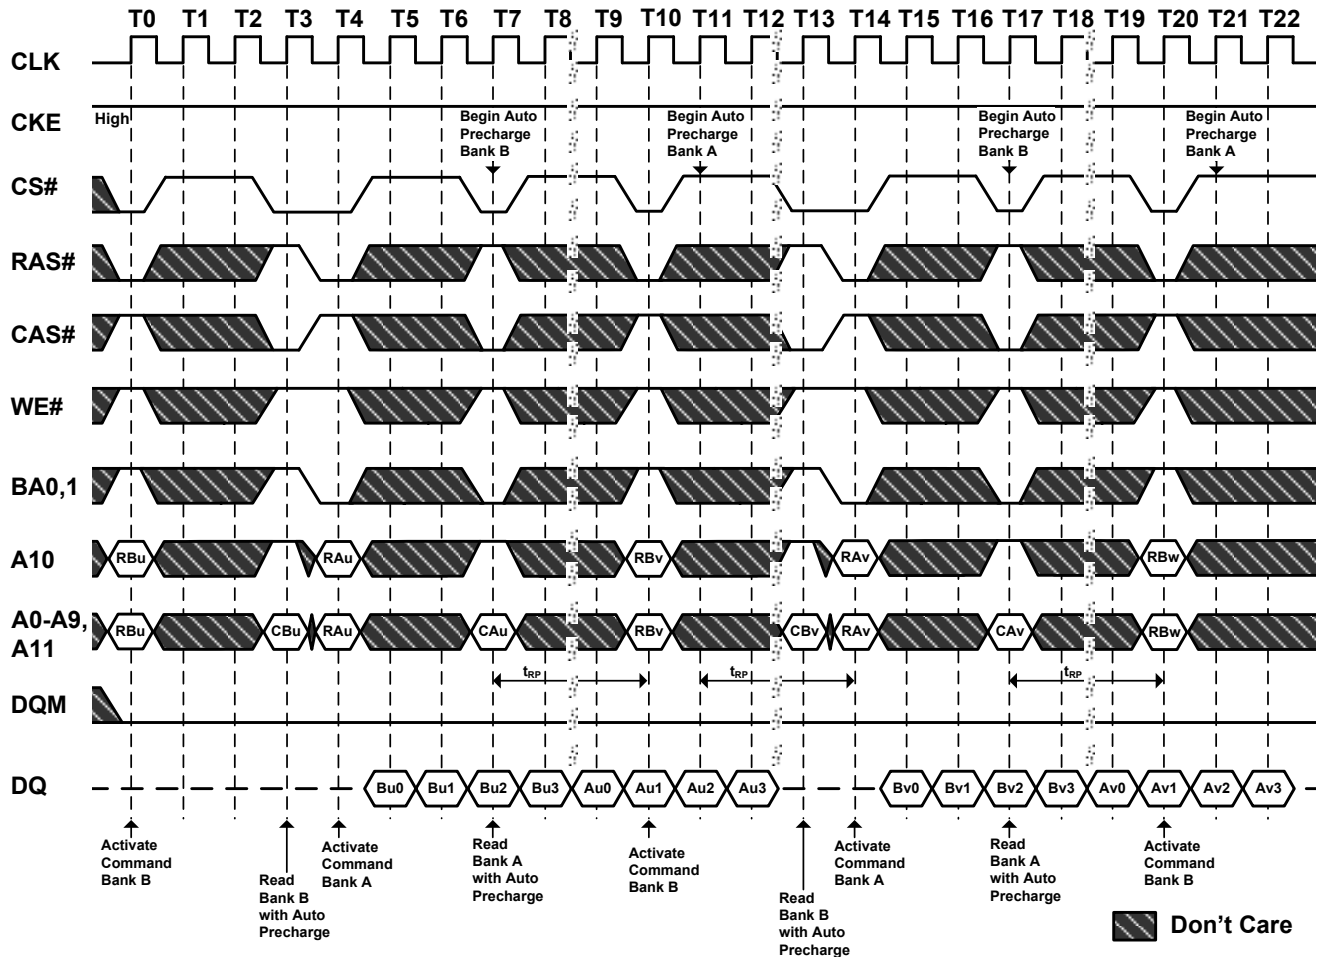 T0 T1 T2 T3 T4 T5 T6 T7 T8 T9 T10 T11 T12 T13 T14 T15 T16 T17 T18 T19 T20 T21 T22
CLK
CKE
High
Begin Auto
Precharge
Bank B
Begin Auto
Precharge
Bank A
Begin Auto
Precharge
Bank B
Begin Auto
Precharge
Bank A
CS#
RAS#
CAS#
WE#
BA0,1
A10
RBu RAu RBv RAv RBw
A0-A9,
A11
RBu CBu RAu CAu RBv CBv RAv CAv RBw
tRP tRP tRP
DQM
DQ
Bu0 Bu1 Bu2 Bu3 Au0 Au1 Au2 Au3 Bv0 Bv1 Bv2 Bv3 Av0 Av1 Av2 Av3
Activate
Command
Bank B
Read
Bank B
with Auto
Precharge
Activate
Command
Bank A
Read
Bank A
with Auto
Precharge
Activate
Command
Bank B
Read
Bank B
with Auto
Precharge
Activate
Command
Bank A
Read
Bank A
with Auto
Precharge
Activate
Command
Bank B
Don't Care